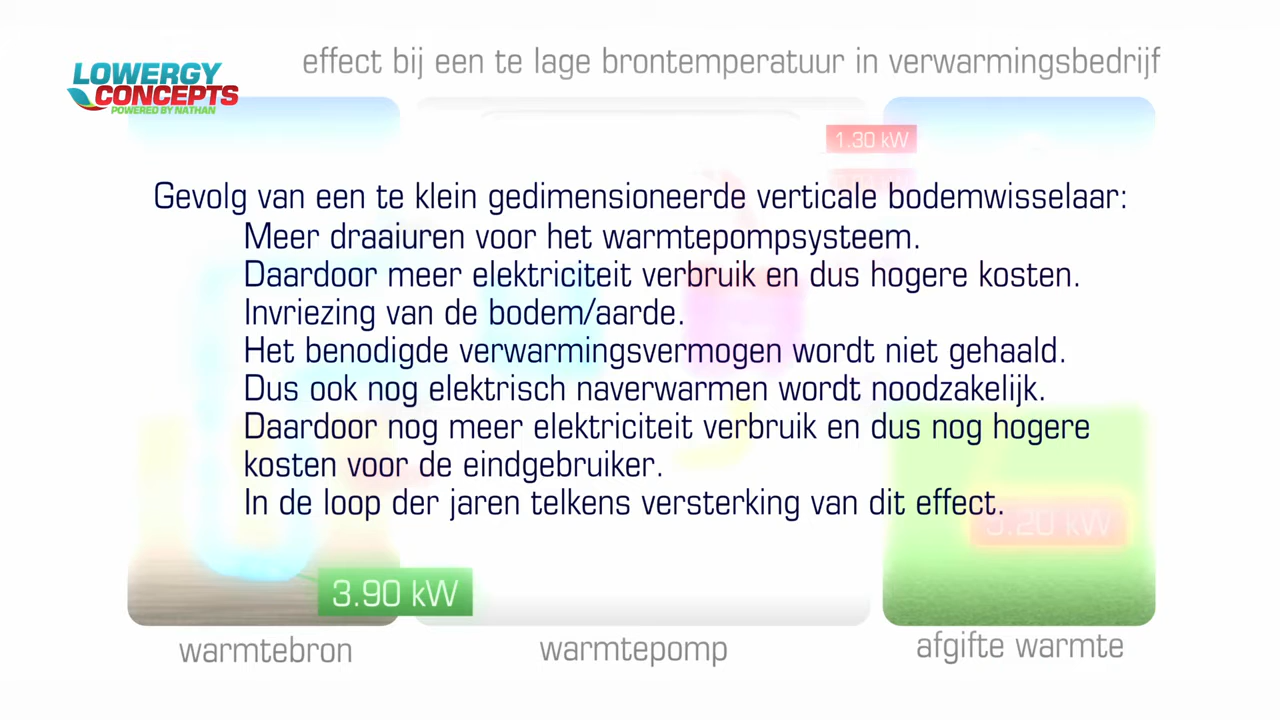 effect bij een te lage brontemperatuur in verwarmingsbedrijf
LOWERGY
CONCEPTS
POWERED BY NATHAN
1.30 kW
Gevolg van een te klein gedimensioneerde verticale bodemwisselaar:
Meer draaiuren voor het warmtepompsysteem.
Daardoor meer elektriciteit verbruik en dus hogere kosten.
Invriezing van de bodem/aarde.
Het benodigde verwarmingsvermogen wordt niet gehaald.
Dus ook nog elektrisch naverwarmen wordt noodzakelijk.
Daardoor nog meer elektriciteit verbruik en dus nog hogere
kosten voor de eindgebruiker.
In de loop der jaren telkens versterking van dit effect.
5.20 kW
3.90 kW
warmtebron
warmtepomp
afgifte warmte